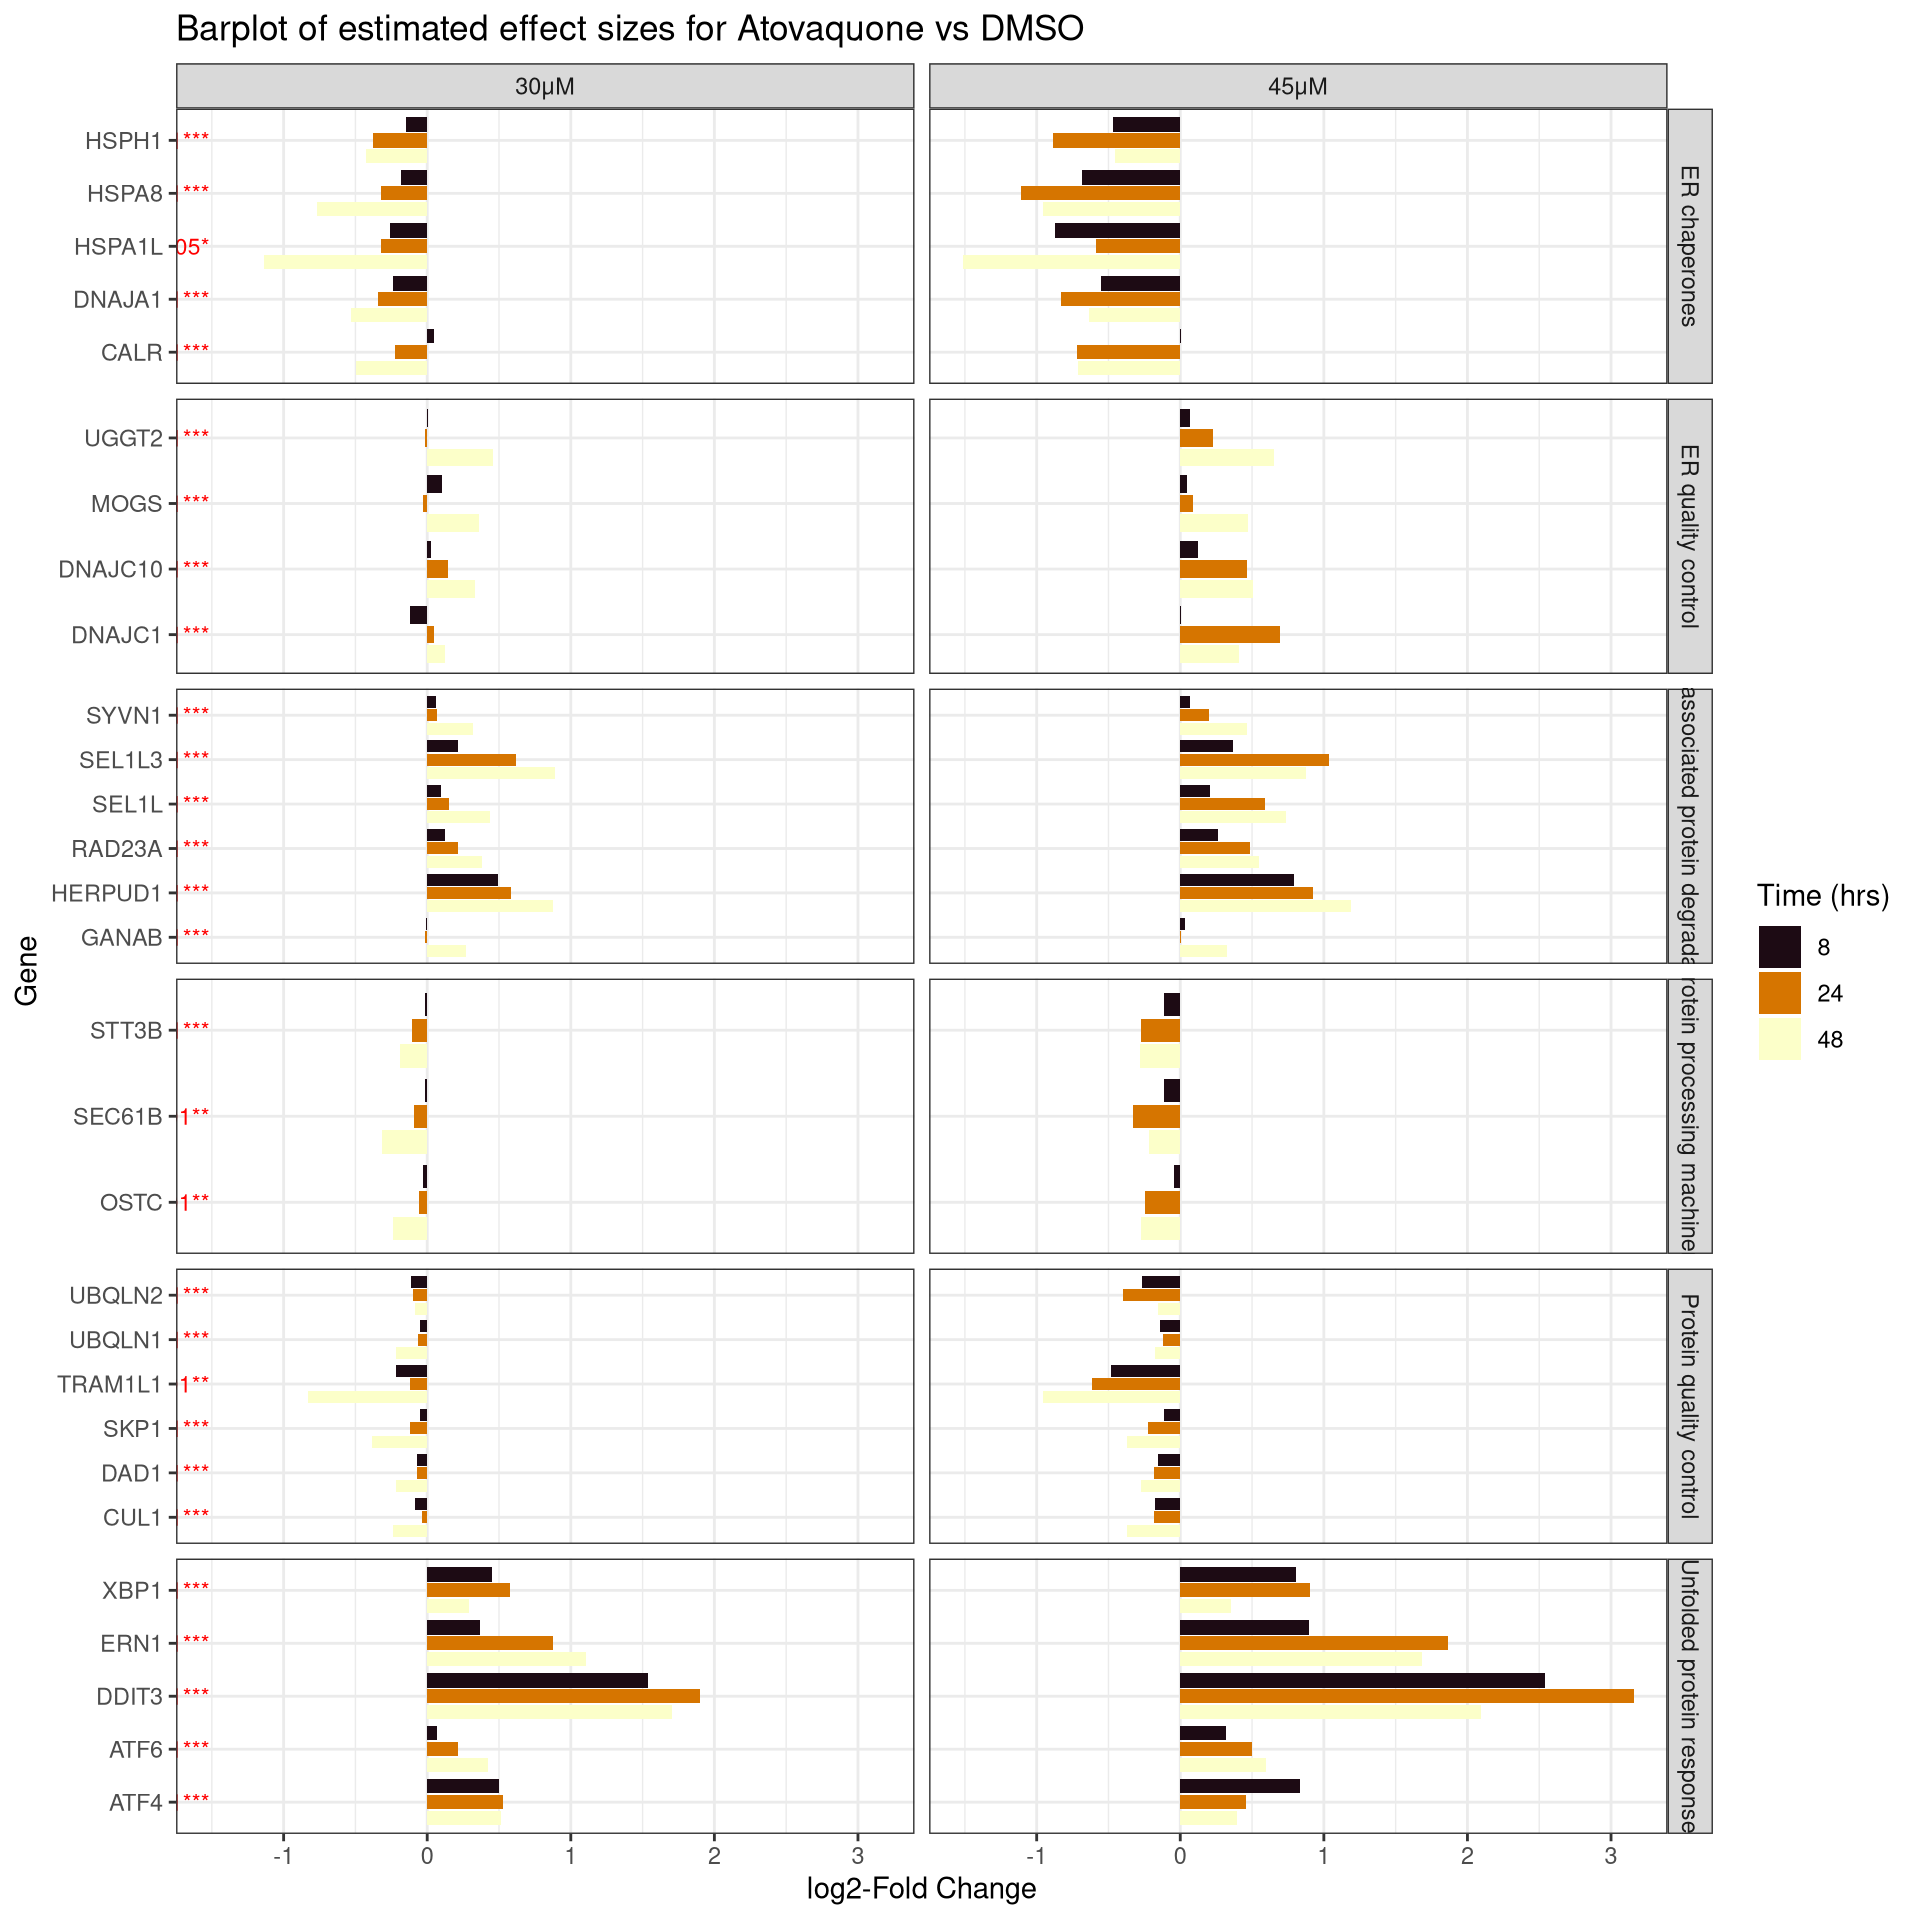 Barplot of estimated effect sizes for Atovaquone vs DMSO
30µM
45µM
HSPH1 ***
HSPA8 ***
HSPA1L 05*
DNAJA1 ***
CALR ***
ER chaperones
UGGT2 ***
MOGS ***
DNAJC10 ***
DNAJC1 ***
ER quality control
SYVN1 ***
SEL1L3 ***
SEL1L ***
RAD23A ***
HERPUD1 ***
GANAB ***
associated protein degrada
STT3B ***
SEC61B 1**
OSTC 1**
rotein processing machine
UBQLN2 ***
UBQLN1 ***
TRAM1L1 1**
SKP1 ***
DAD1 ***
CUL1 ***
Protein quality control
XBP1 ***
ERN1 ***
DDIT3 ***
ATF6 ***
ATF4 ***
Unfolded protein response
-1 0 1 2 3
-1 0 1 2 3
log2-Fold Change
Gene
Time (hrs)
8
24
48